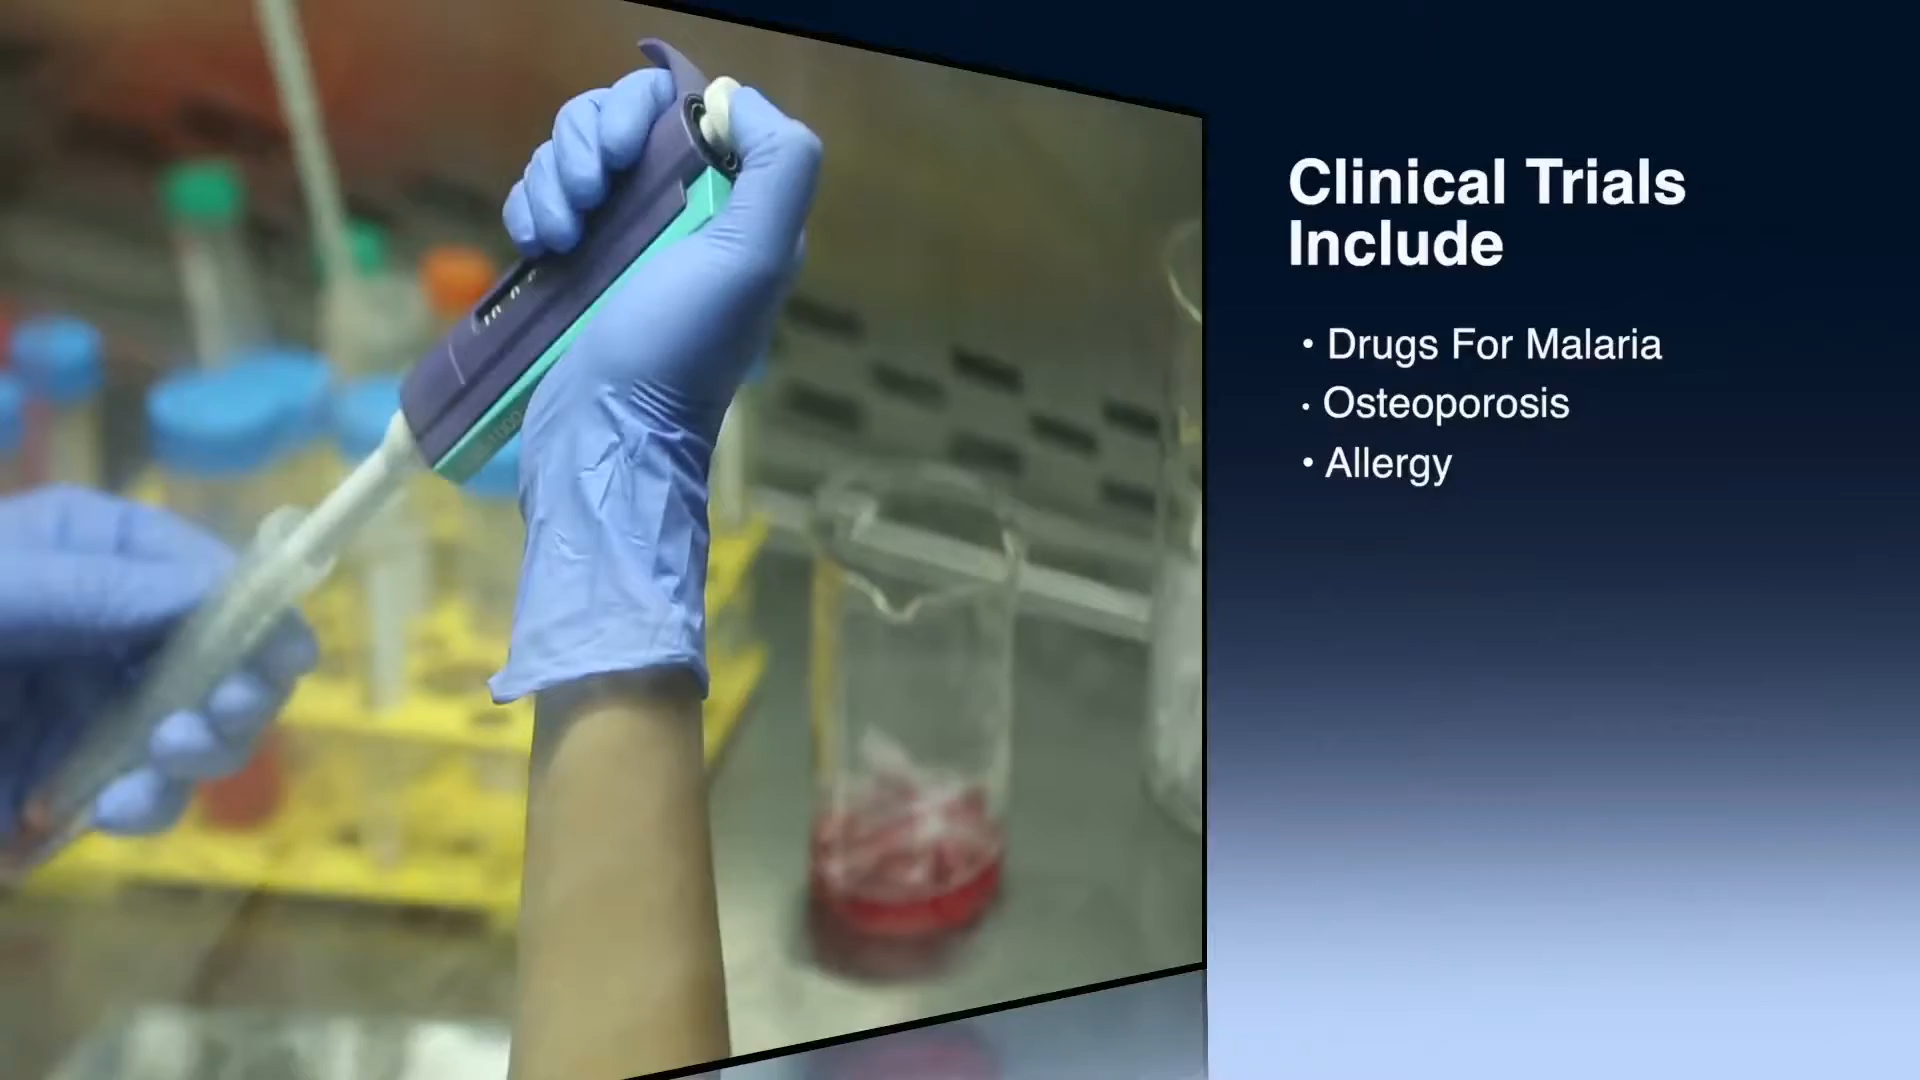 Clinical Trials
Include
• Drugs For Malaria
• Osteoporosis
• Allergy